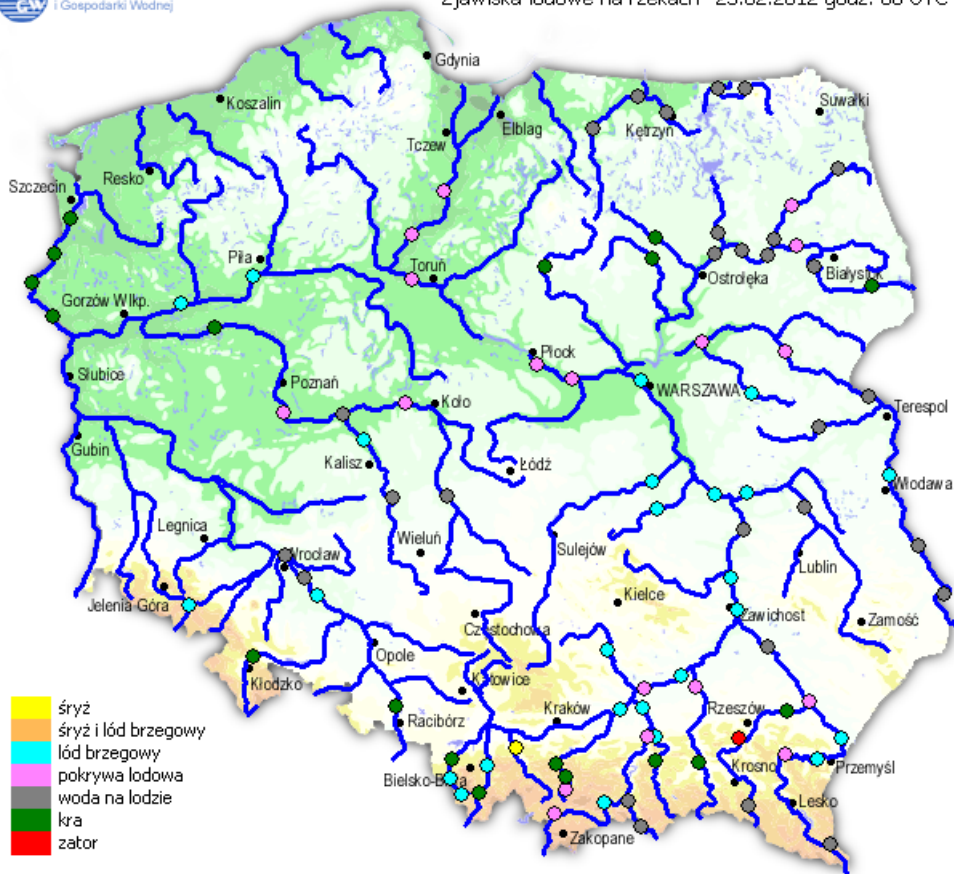 GW
i Gospodarki Wodnej
Zjawiska lodowe na rzekach 25.02.2012 godz. 06 UTC
Gdynia
Koszalin
Elbląg
Suwałki
Kętrzyn
Tczew
Resko
Szczecin
Piła
Toruń
Białystok
Ostrołęka
Gorzów Wlkp.
Płock
Słubice
Poznań
WARSZAWA
Koło
Terespol
Gubin
Kalisz
Łódź
Włodawa
Legnica
Wrocław
Wieluń
Sulejów
Lublin
Jelenia Góra
Kielce
Zawichost
Zamość
Częstochowa
Opole
Kłodzko
Katowice
Racibórz
Kraków
Rzeszów
Bielsko-Biała
Krosno
Przemyśl
Lesko
Zakopane
śryż
śryż i lód brzegowy
lód brzegowy
pokrywa lodowa
woda na lodzie
kra
zator